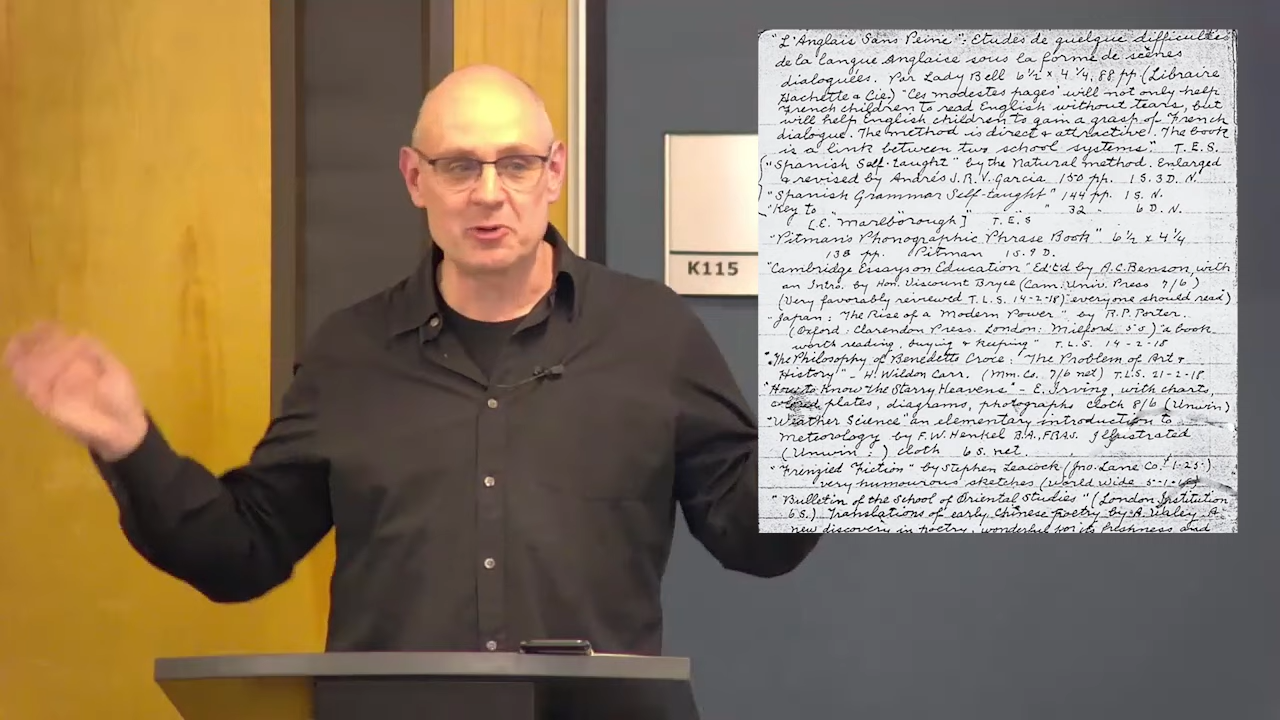 K115
"L'Anglais Sans Peine": Etudes de quelque difficultés
de la langue Anglaise sous la forme de scènes
dialoguées. Par Lady Bell 6½ x 4¼, 88 pp (Libraire
Hachette & Cie) "Ces modestes pages' will not only help
French children to read English without tears, but
will help English children to gain a grasp of French
dialogue. The method is direct & attractive. The book
is a link between two school systems." T.E.S.
"Spanish Self-taught" by the Natural method. Enlarged
& revised by Andrés J.R.V. Garcia 150 pp. 1S.3D. N
"Spanish Grammar Self-taught" 144 pp. 1S. N.
"Key to " " 32 6D. N.
[E. "Marlborough] T.E.S
"Pitman's Phonographic Phrase Book" 6½ x 4¼
138 pp. Pitman 1S.9D.
"Cambridge Essays on Education" Ed't'd by A.C. Benson, with
an Intro. by Hon. Viscount Bryce (Cam. Univ. Press 7/6)
(Very favorably reviewed T.L.S. 14-2-18) "everyone should read)
"Japan: The Rise of a Modern Power" by R.P. Porter.
(Oxford: Clarendon Press. London: Milford 5s) "a book
worth reading, buying & keeping" T.L.S. 14-2-18
"The Philosophy of Benedetto Croce: The Problem of Art &
History" - H. Wildon Carr. (Mm. Co. 7/6 net) T.L.S. 21-2-18
"How to Know the Starry Heavens" - E. Irving, with charts,
colored plates, diagrams, photographs cloth 8/6 (Unwin)
"Weather Science" an elementary introduction to
meteorology by F.W. Henkel B.A., FRAS. Illustrated
(Unwin:) cloth 6S. net.
"Frenzied Fiction" by Stephen Leacock (Jno. Lane Co. 1.25.)
very humourous sketches (World Wide
"Bulletin of the School of Oriental Studies" (London Institution
6S.) Translations of early Chinese poetry by A. Waley. A
new discovery in poetry, wonderful for its freshness and